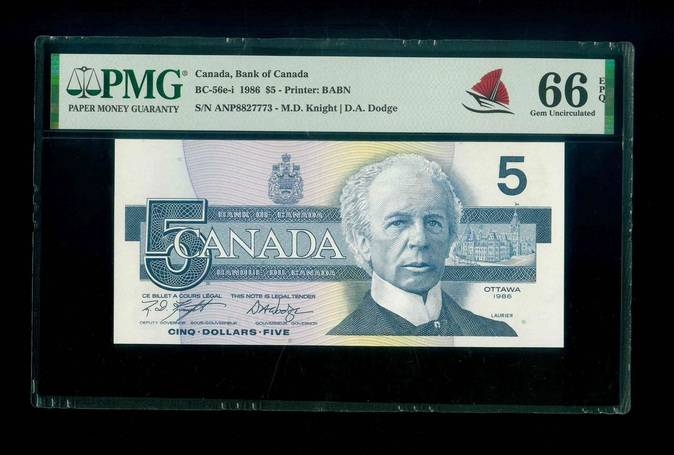 PMG®
PAPER MONEY GUARANTY
Canada, Bank of Canada
BC-56e-i 1986 $5 - Printer: BABN
S/N ANP8827773 - M.D. Knight | D.A. Dodge
66
EPQ
Gem Uncirculated
5
BANK OF CANADA
5
CANADA
BANQUE DU CANADA
CE BILLET A COURS LÉGAL THIS NOTE IS LEGAL TENDER
OTTAWA
1986
LAURIER
DEPUTY GOVERNOR SOUS-GOUVERNEUR GOUVERNEUR GOVERNOR
CINQ·DOLLARS·FIVE